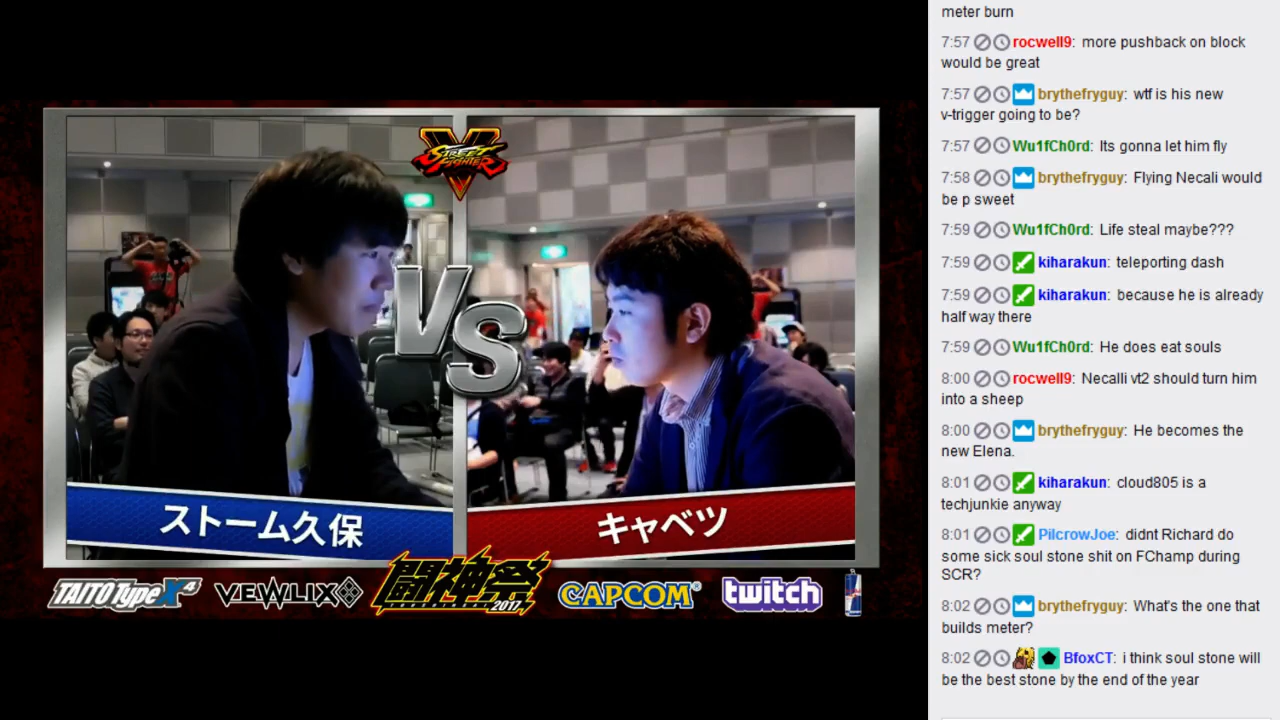 STREET
FIGHTER
V
VS
ストーム久保
キャベツ
TAITO Type X4
VEWLIX
闘神祭
2017
CAPCOM
twitch
meter burn
7:57 rocwell9: more pushback on block
would be great
7:57 brythefryguy: wtf is his new
v-trigger going to be?
7:57 Wu1fCh0rd: Its gonna let him fly
7:58 brythefryguy: Flying Necali would
be p sweet
7:59 Wu1fCh0rd: Life steal maybe???
7:59 kiharakun: teleporting dash
7:59 kiharakun: because he is already
half way there
7:59 Wu1fCh0rd: He does eat souls
8:00 rocwell9: Necalli vt2 should turn him
into a sheep
8:00 brythefryguy: He becomes the
new Elena.
8:01 kiharakun: cloud805 is a
techjunkie anyway
8:01 PilcrowJoe: didnt Richard do
some sick soul stone shit on FChamp during
SCR?
8:02 brythefryguy: What's the one that
builds meter?
8:02 BfoxCT: i think soul stone will
be the best stone by the end of the year